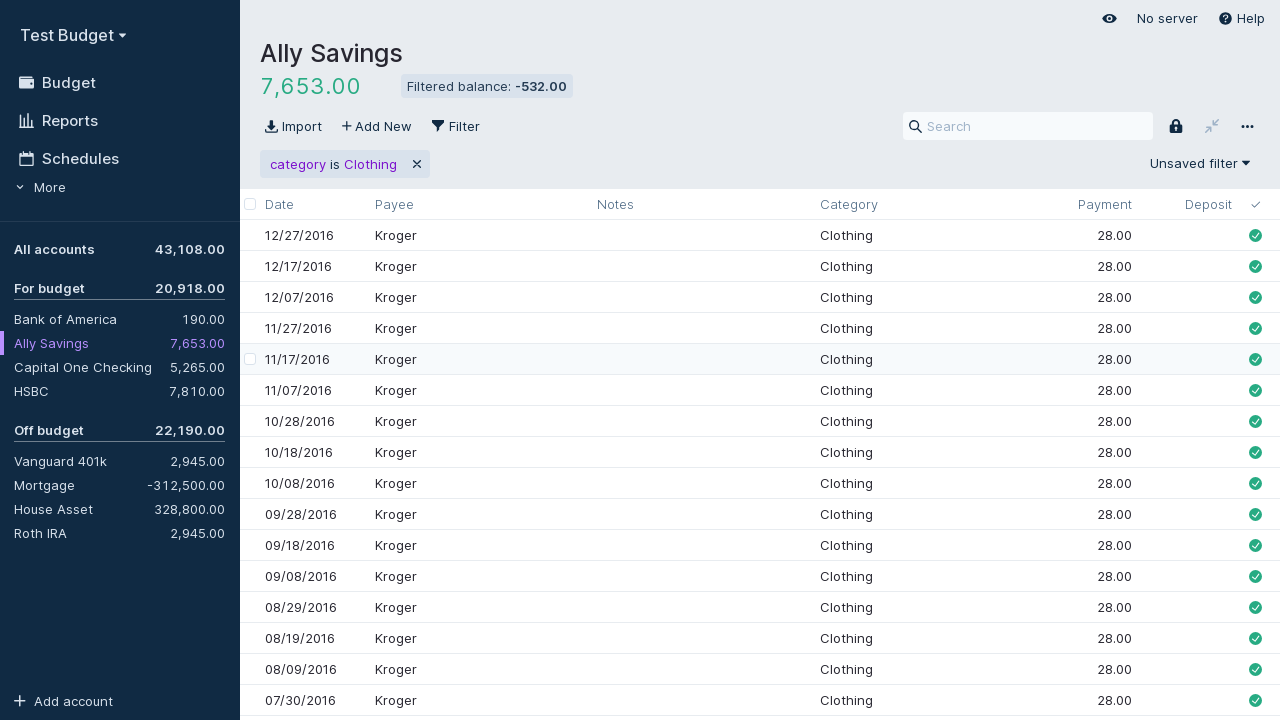 Test Budget
Budget
Reports
Schedules
More
All accounts 43,108.00
For budget 20,918.00
Bank of America 190.00
Ally Savings 7,653.00
Capital One Checking 5,265.00
HSBC 7,810.00
Off budget 22,190.00
Vanguard 401k 2,945.00
Mortgage -312,500.00
House Asset 328,800.00
Roth IRA 2,945.00
Add account
No server Help
Ally Savings
7,653.00 Filtered balance: -532.00
Import Add New Filter Search
category is Clothing Unsaved filter
Date Payee Notes Category Payment Deposit
12/27/2016 Kroger Clothing 28.00
12/17/2016 Kroger Clothing 28.00
12/07/2016 Kroger Clothing 28.00
11/27/2016 Kroger Clothing 28.00
11/17/2016 Kroger Clothing 28.00
11/07/2016 Kroger Clothing 28.00
10/28/2016 Kroger Clothing 28.00
10/18/2016 Kroger Clothing 28.00
10/08/2016 Kroger Clothing 28.00
09/28/2016 Kroger Clothing 28.00
09/18/2016 Kroger Clothing 28.00
09/08/2016 Kroger Clothing 28.00
08/29/2016 Kroger Clothing 28.00
08/19/2016 Kroger Clothing 28.00
08/09/2016 Kroger Clothing 28.00
07/30/2016 Kroger Clothing 28.00